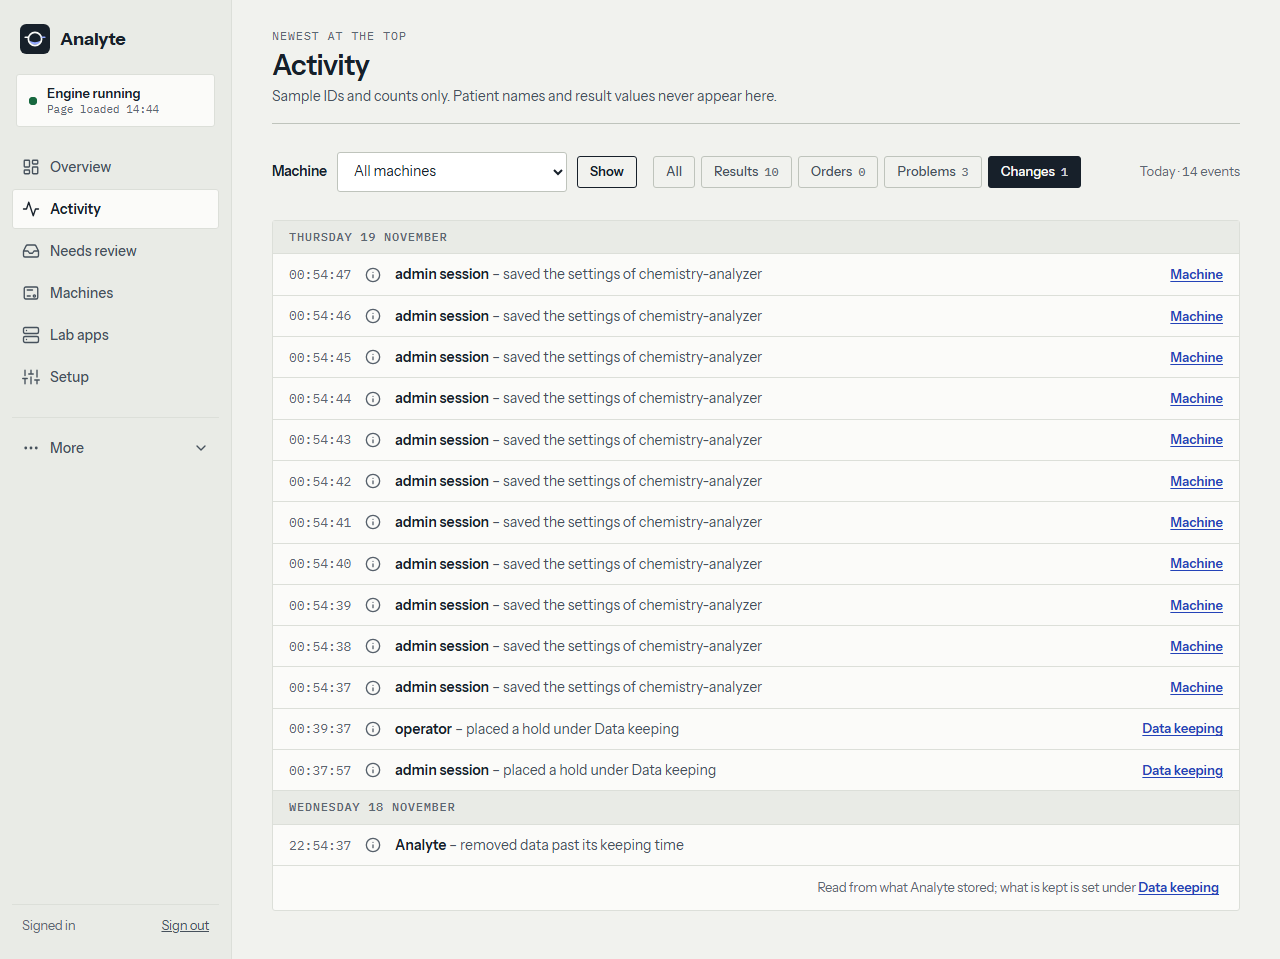 Analyte
Engine running
Page loaded 14:44
Overview
Activity
Needs review
Machines
Lab apps
Setup
More
Signed in
Sign out
NEWEST AT THE TOP
Activity
Sample IDs and counts only. Patient names and result values never appear here.
Machine All machines Show All Results 10 Orders 0 Problems 3 Changes 1 Today · 14 events
THURSDAY 19 NOVEMBER
00:54:47 admin session – saved the settings of chemistry-analyzer Machine
00:54:46 admin session – saved the settings of chemistry-analyzer Machine
00:54:45 admin session – saved the settings of chemistry-analyzer Machine
00:54:44 admin session – saved the settings of chemistry-analyzer Machine
00:54:43 admin session – saved the settings of chemistry-analyzer Machine
00:54:42 admin session – saved the settings of chemistry-analyzer Machine
00:54:41 admin session – saved the settings of chemistry-analyzer Machine
00:54:40 admin session – saved the settings of chemistry-analyzer Machine
00:54:39 admin session – saved the settings of chemistry-analyzer Machine
00:54:38 admin session – saved the settings of chemistry-analyzer Machine
00:54:37 admin session – saved the settings of chemistry-analyzer Machine
00:39:37 operator – placed a hold under Data keeping Data keeping
00:37:57 admin session – placed a hold under Data keeping Data keeping
WEDNESDAY 18 NOVEMBER
22:54:37 Analyte – removed data past its keeping time
Read from what Analyte stored; what is kept is set under Data keeping